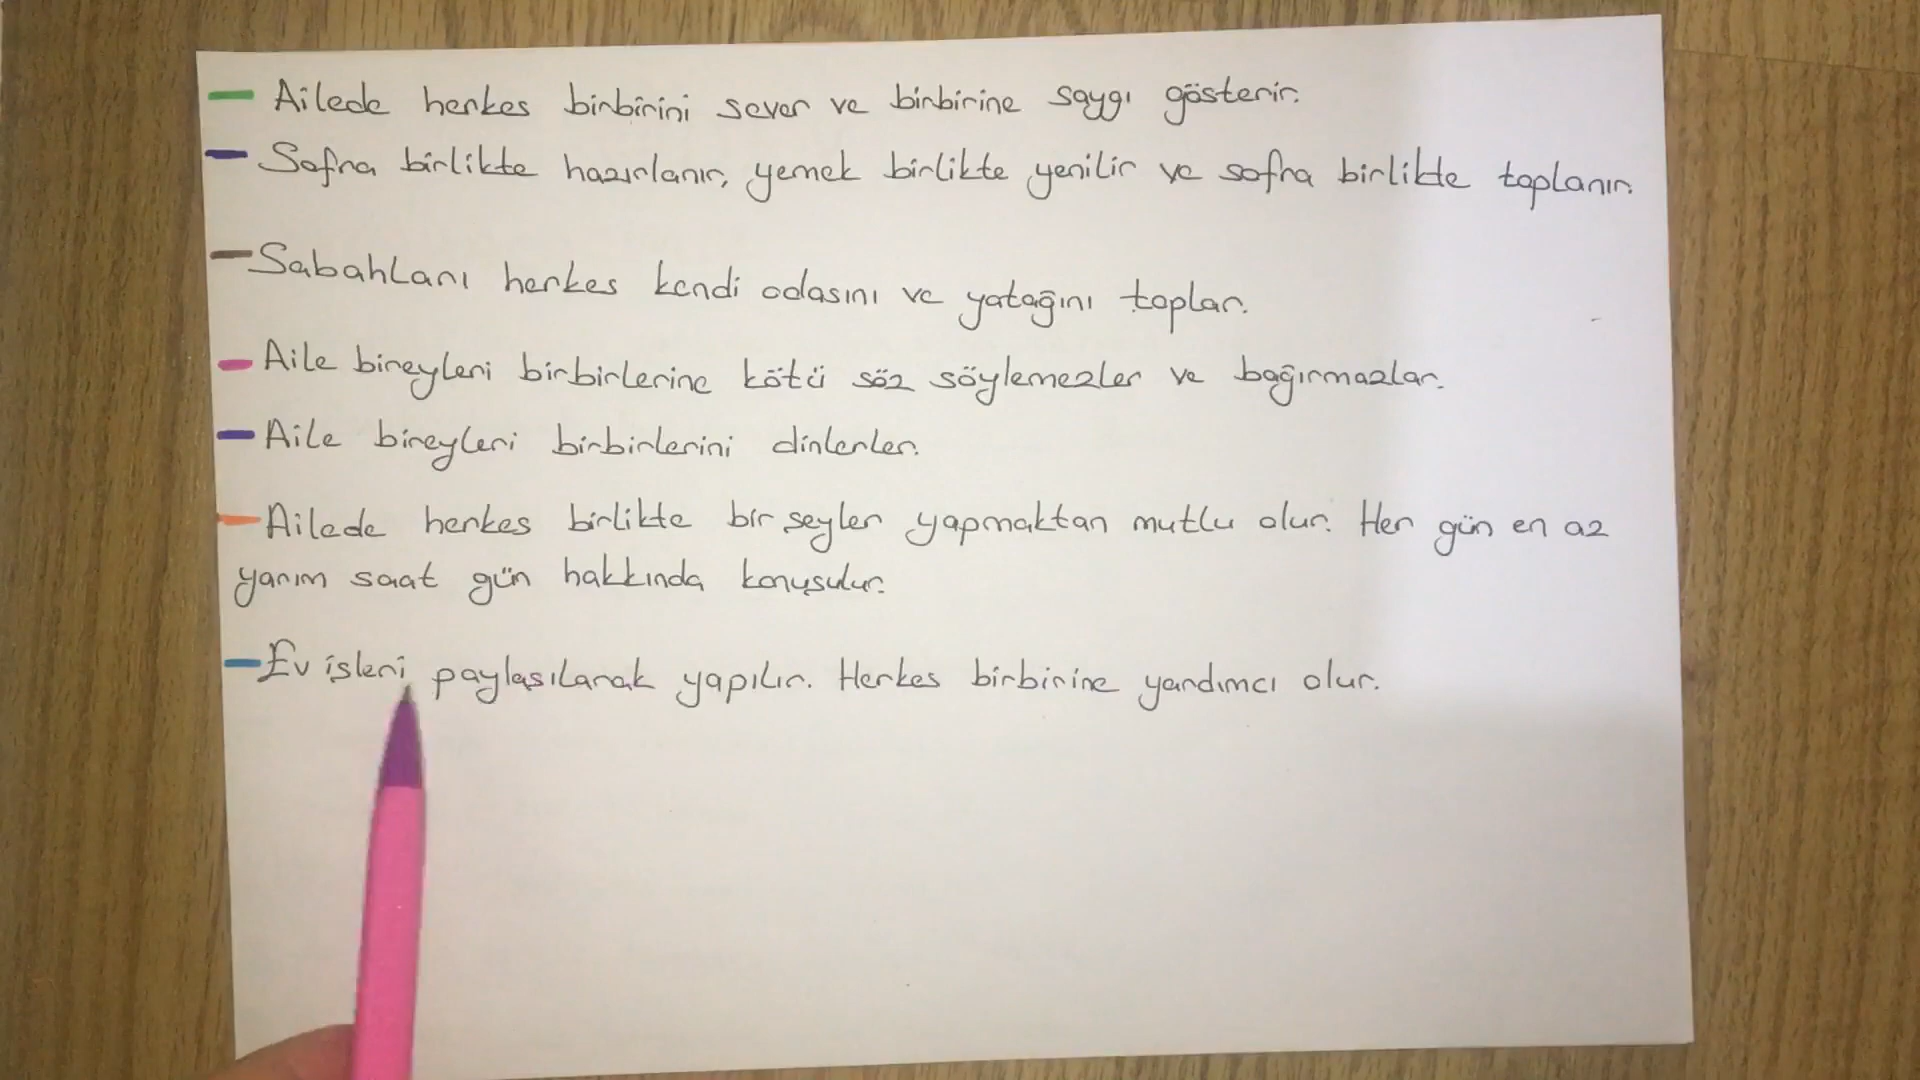 - Ailede herkes birbirini sever ve birbirine saygı gösterir.
- Sofra birlikte hazırlanır, yemek birlikte yenilir ve sofra birlikte toplanır.
- Sabahları herkes kendi odasını ve yatağını toplar.
- Aile bireyleri birbirlerine kötü söz söylemezler ve bağırmazlar.
- Aile bireyleri birbirlerini dinlerler.
- Ailede herkes birlikte bir şeyler yapmaktan mutlu olur. Her gün en az
yarım saat gün hakkında konuşulur.
- Ev işleri paylaşılarak yapılır. Herkes birbirine yardımcı olur.